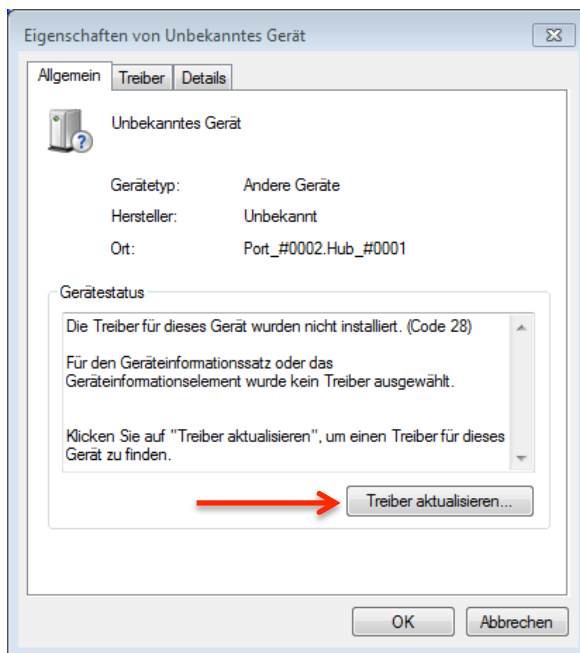 Eigenschaften von Unbekanntes Gerät
Allgemein Treiber Details
Unbekanntes Gerät
Gerätetyp: Andere Geräte
Hersteller: Unbekannt
Ort: Port_#0002.Hub_#0001
Gerätestatus
Die Treiber für dieses Gerät wurden nicht installiert. (Code 28)
Für den Geräteinformationssatz oder das
Geräteinformationselement wurde kein Treiber ausgewählt.
Klicken Sie auf "Treiber aktualisieren", um einen Treiber für dieses
Gerät zu finden.
Treiber aktualisieren...
OK Abbrechen